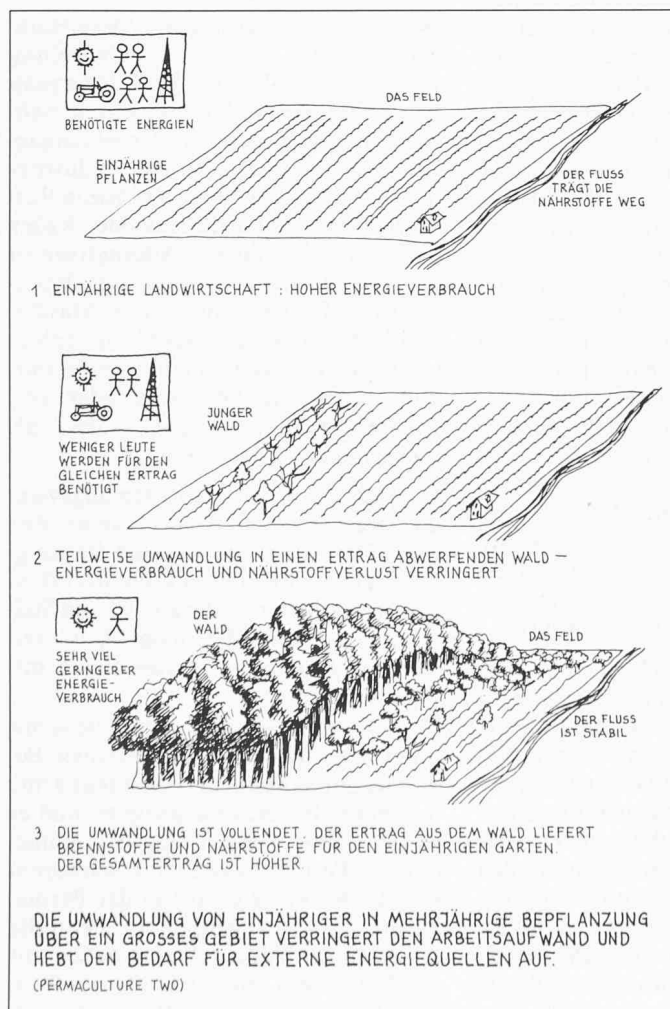 BENÖTIGTE ENERGIEN
DAS FELD
EINJÄHRIGE
PFLANZEN
DER FLUSS
TRÄGT DIE
NÄHRSTOFFE WEG
1 EINJÄHRIGE LANDWIRTSCHAFT : HOHER ENERGIEVERBRAUCH
WENIGER LEUTE
WERDEN FÜR DEN
GLEICHEN ERTRAG
BENÖTIGT
JUNGER
WALD
2 TEILWEISE UMWANDLUNG IN EINEN ERTRAG ABWERFENDEN WALD –
ENERGIEVERBRAUCH UND NÄHRSTOFFVERLUST VERRINGERT
SEHR VIEL
GERINGERER
ENERGIE-
VERBRAUCH
DER
WALD
DAS FELD
DER FLUSS
IST STABIL
3. DIE UMWANDLUNG IST VOLLENDET. DER ERTRAG AUS DEM WALD LIEFERT
BRENNSTOFFE UND NÄHRSTOFFE FÜR DEN EINJÄHRIGEN GARTEN.
DER GESAMTERTRAG IST HÖHER.
DIE UMWANDLUNG VON EINJÄHRIGER IN MEHRJÄHRIGE BEPFLANZUNG
ÜBER EIN GROSSES GEBIET VERRINGERT DEN ARBEITSAUFWAND UND
HEBT DEN BEDARF FÜR EXTERNE ENERGIEQUELLEN AUF.
(PERMACULTURE TWO)